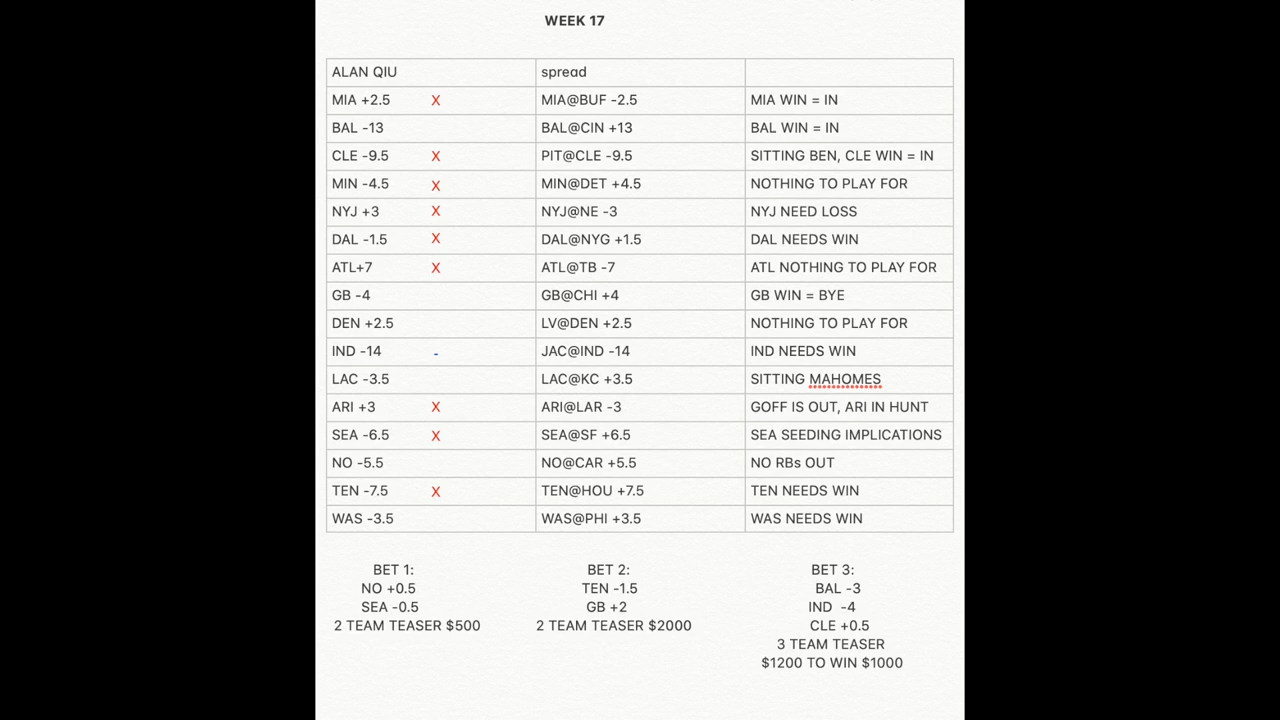 WEEK 17
ALAN QIU spread
MIA +2.5 X MIA@BUF -2.5 MIA WIN = IN
BAL -13 BAL@CIN +13 BAL WIN = IN
CLE -9.5 X PIT@CLE -9.5 SITTING BEN, CLE WIN = IN
MIN -4.5 X MIN@DET +4.5 NOTHING TO PLAY FOR
NYJ +3 X NYJ@NE -3 NYJ NEED LOSS
DAL -1.5 X DAL@NYG +1.5 DAL NEEDS WIN
ATL+7 X ATL@TB -7 ATL NOTHING TO PLAY FOR
GB -4 GB@CHI +4 GB WIN = BYE
DEN +2.5 LV@DEN +2.5 NOTHING TO PLAY FOR
IND -14 - JAC@IND -14 IND NEEDS WIN
LAC -3.5 LAC@KC +3.5 SITTING MAHOMES
ARI +3 X ARI@LAR -3 GOFF IS OUT, ARI IN HUNT
SEA -6.5 X SEA@SF +6.5 SEA SEEDING IMPLICATIONS
NO -5.5 NO@CAR +5.5 NO RBs OUT
TEN -7.5 X TEN@HOU +7.5 TEN NEEDS WIN
WAS -3.5 WAS@PHI +3.5 WAS NEEDS WIN
BET 1:
NO +0.5
SEA -0.5
2 TEAM TEASER $500
BET 2:
TEN -1.5
GB +2
2 TEAM TEASER $2000
BET 3:
BAL -3
IND -4
CLE +0.5
3 TEAM TEASER
$1200 TO WIN $1000